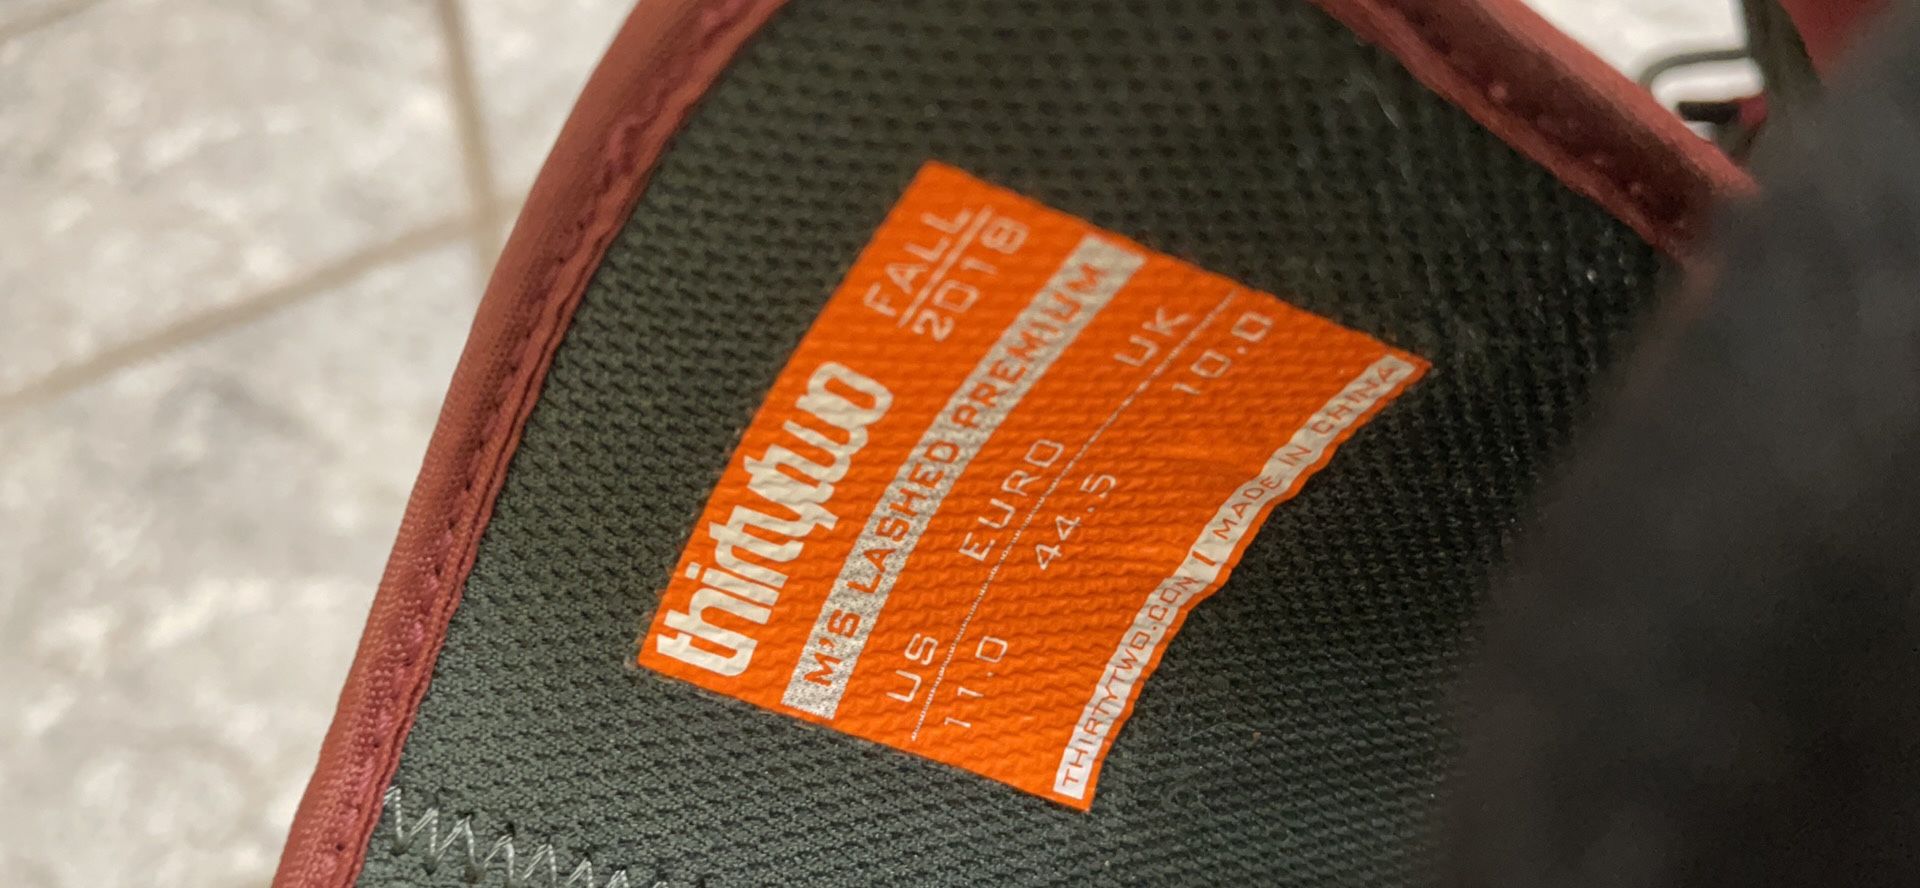 thirtytwo
FALL
2018
M'S LASHED PREMIUM
US EURO UK
11.0 44.5 10.0
THIRTYTWO.COM / MADE IN CHINA